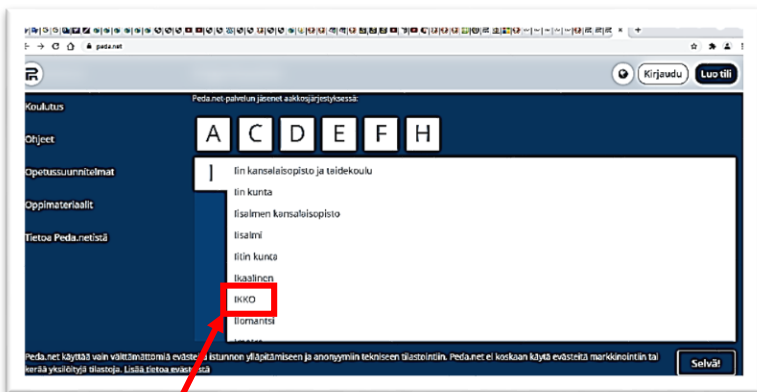 peda.net
Kirjaudu
Luo tili
Koulutus
Ohjeet
Opetussuunnitelmat
Oppimateriaalit
Tietoa Peda.netistä
Peda.net-palvelun jäsenet aakkosjärjestyksessä:
A C D E F H
I
Iin kansalaisopisto ja taidekoulu
Iin kunta
Iisalmen kansalaisopisto
Iisalmi
Iitin kunta
Ikaalinen
IKKO
Ilomantsi
Peda.net käyttää vain välttämättömiä istunnon ylläpitämiseen ja anonyymiin tekniseen tilastointiin. Peda.net ei koskaan käytä evästeitä markkinointiin tai
kerää yksilöityjä tilastoja. Lisää tietoa
Selvä!